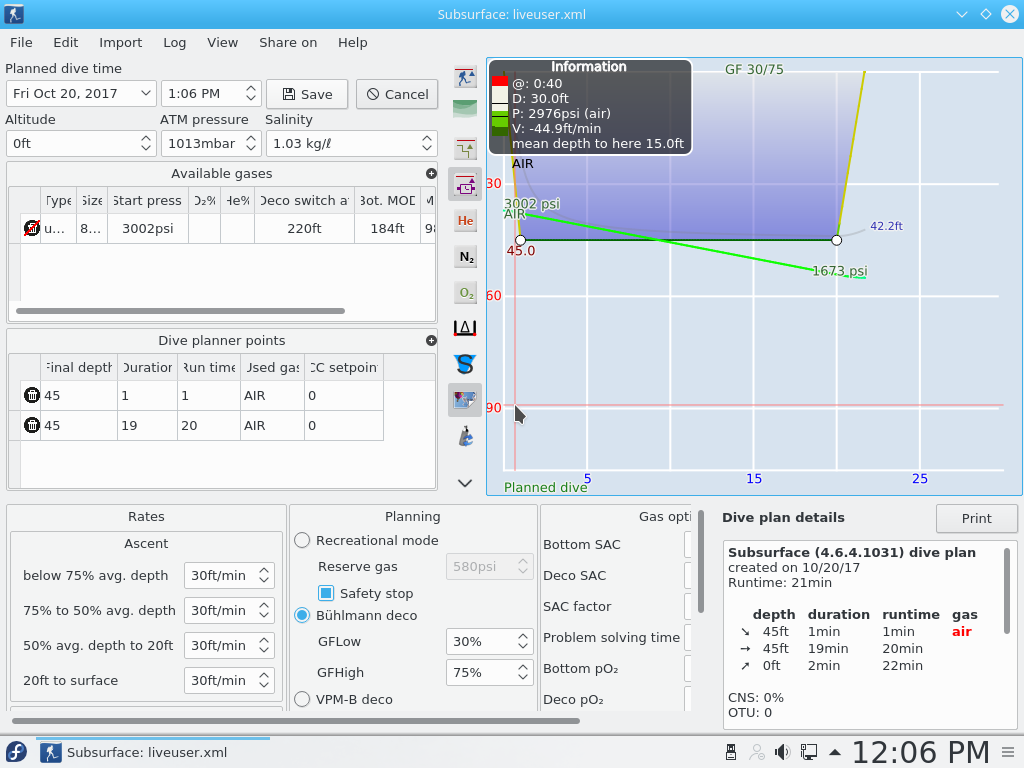 Subsurface: liveuser.xml
File Edit Import Log View Share on Help
Planned dive time
Fri Oct 20, 2017 1:06 PM Save Cancel
Altitude ATM pressure Salinity
0ft 1013mbar 1.03 kg/ℓ
Available gases
Type Size Start press O₂% He% Deco switch at Bot. MOD M
u... 8... 3002psi 220ft 184ft 98
Dive planner points
Final depth Duration Run time Used gas CC setpoint
45 1 1 AIR 0
45 19 20 AIR 0
He
N₂
O₂
Information
@: 0:40
D: 30.0ft
P: 2976psi (air)
V: -44.9ft/min
mean depth to here 15.0ft
GF 30/75
AIR
30
3002 psi
AIR
42.2ft
45.0
1673 psi
60
90
5 15 25
Planned dive
Rates
Ascent
below 75% avg. depth 30ft/min
75% to 50% avg. depth 30ft/min
50% avg. depth to 20ft 30ft/min
20ft to surface 30ft/min
Planning
Recreational mode
Reserve gas 580psi
Safety stop
Bühlmann deco
GFLow 30%
GFHigh 75%
VPM-B deco
Gas opti
Bottom SAC
Deco SAC
SAC factor
Problem solving time
Bottom pO₂
Deco pO₂
Dive plan details Print
Subsurface (4.6.4.1031) dive plan
created on 10/20/17
Runtime: 21min
depth duration runtime gas
➘ 45ft 1min 1min air
➙ 45ft 19min 20min
➚ 0ft 2min 22min
CNS: 0%
OTU: 0
Subsurface: liveuser.xml 12:06 PM